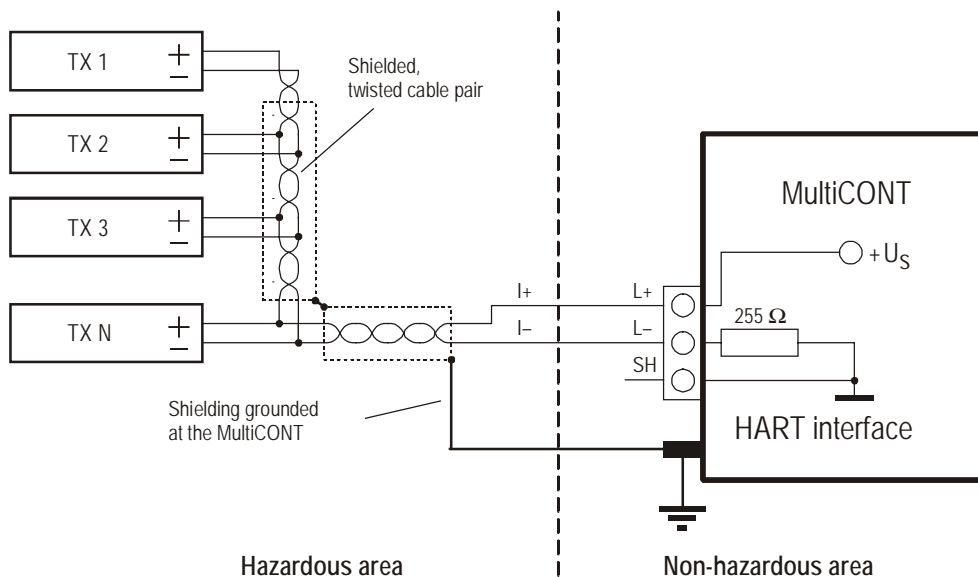 TX 1
+
−
Shielded,
twisted cable pair
TX 2
+
−
TX 3
+
−
TX N
+
−
MultiCONT
+ US
I+
L+
I−
L−
255 Ω
SH
Shielding grounded
at the MultiCONT
HART interface
Hazardous area
Non-hazardous area